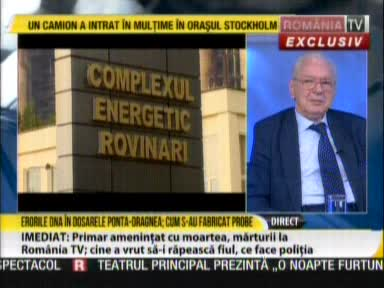 UN CAMION A INTRAT ÎN MULȚIME ÎN ORAȘUL STOCKHOLM
ROMÂNIA TV
EXCLUSIV
COMPLEXUL
ENERGETIC
ROVINARI
ERORILE DNA ÎN DOSARELE PONTA-GRAGNEA; CUM S-AU FABRICAT PROBE
DIRECT
IMEDIAT: Primar amenințat cu moartea, mărturii la
România TV; cine a vrut să-i răpească fiul, ce face poliția
SPECTACOL R TEATRUL PRINCIPAL PREZINTĂ „O NOAPTE FURTUN